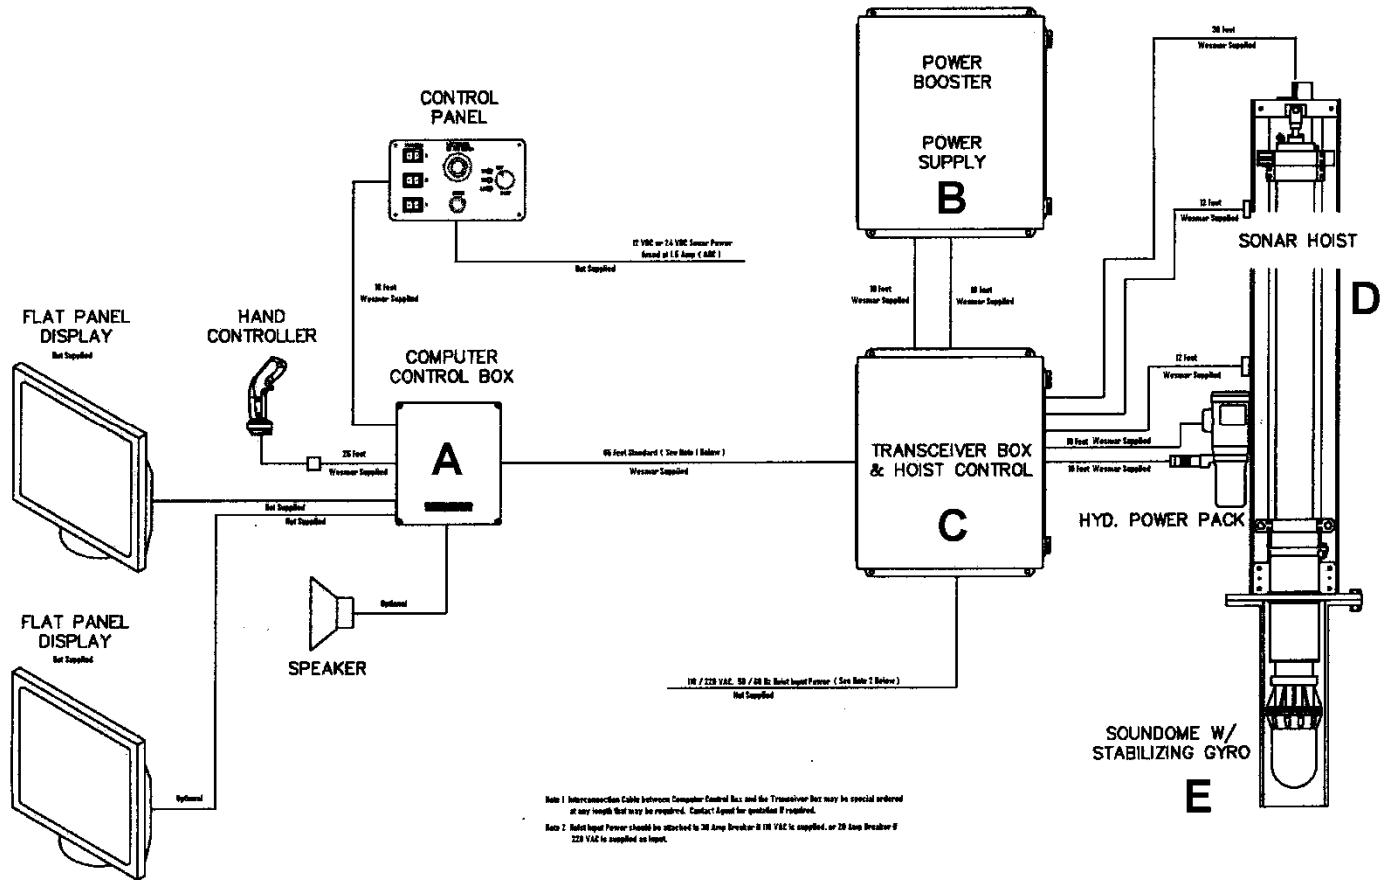 30 feet
Wesmar Supplied
POWER
BOOSTER
POWER
SUPPLY
B
CONTROL
PANEL
12 VDC or 24 VDC Sonar Power
fused at 1.5 Amp ( ABC )
Not Supplied
10 feet
Wesmar Supplied
12 feet
Wesmar Supplied
SONAR HOIST
D
10 feet
Wesmar Supplied
10 feet
Wesmar Supplied
FLAT PANEL
DISPLAY
Not Supplied
HAND
CONTROLLER
COMPUTER
CONTROL BOX
A
12 feet
Wesmar Supplied
25 feet
Wesmar Supplied
65 feet Standard ( See Note 1 Below )
Wesmar Supplied
TRANSCEIVER BOX
& HOIST CONTROL
C
10 feet Wesmar Supplied
10 feet Wesmar Supplied
HYD. POWER PACK
Not Supplied
Not Supplied
Optional
SPEAKER
FLAT PANEL
DISPLAY
Not Supplied
110 / 220 VAC, 50 / 60 Hz Hoist Input Power ( See Note 2 Below )
Not Supplied
SOUNDOME W/
STABILIZING GYRO
E
Optional
Note 1 Interconnection Cable between Computer Control Box and the Transceiver Box may be special ordered
at any length that may be required. Contact Agent for quotation if required.
Note 2 Hoist Input Power should be attached to 30 Amp Breaker if 110 VAC is supplied, or 20 Amp Breaker if
220 VAC is supplied as input.